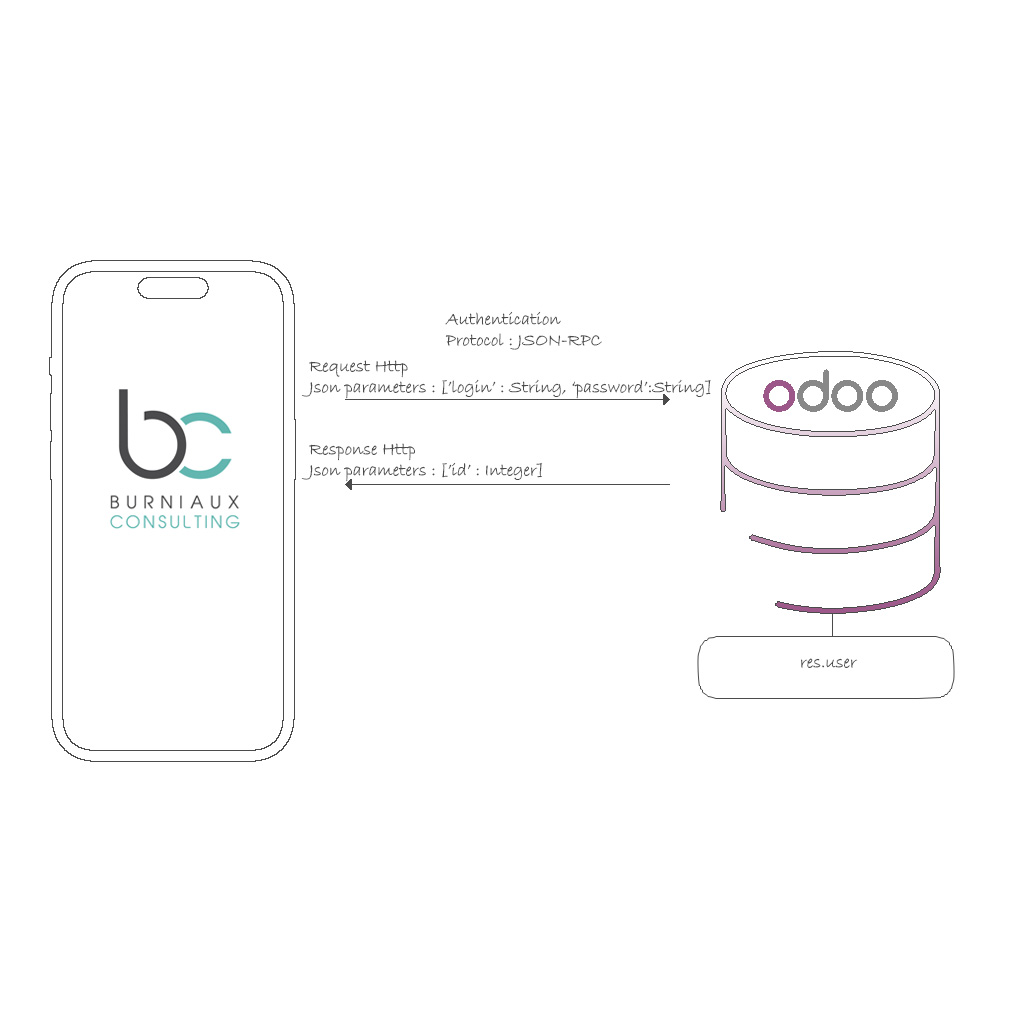 Authentication
Protocol : JSON-RPC
Request Http
Json parameters : ['login' : String, 'password':String]
Response Http
Json parameters : ['id' : Integer]
bc
BURNIAUX
CONSULTING
odoo
res.user